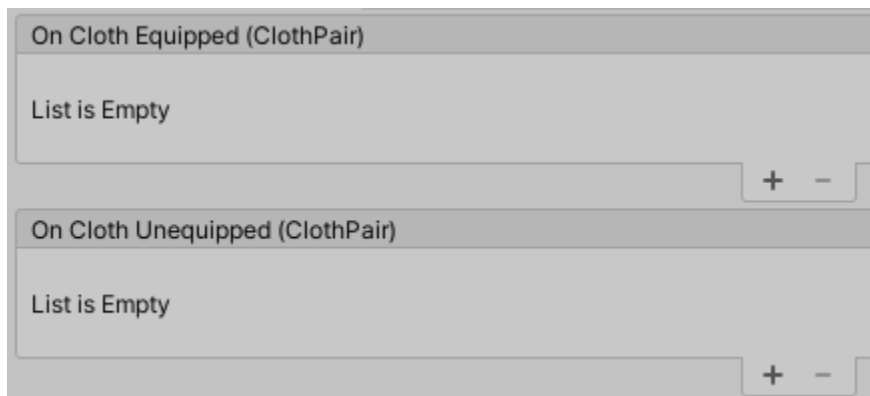 On Cloth Equipped (ClothPair)
List is Empty
+ −
On Cloth Unequipped (ClothPair)
List is Empty
+ −